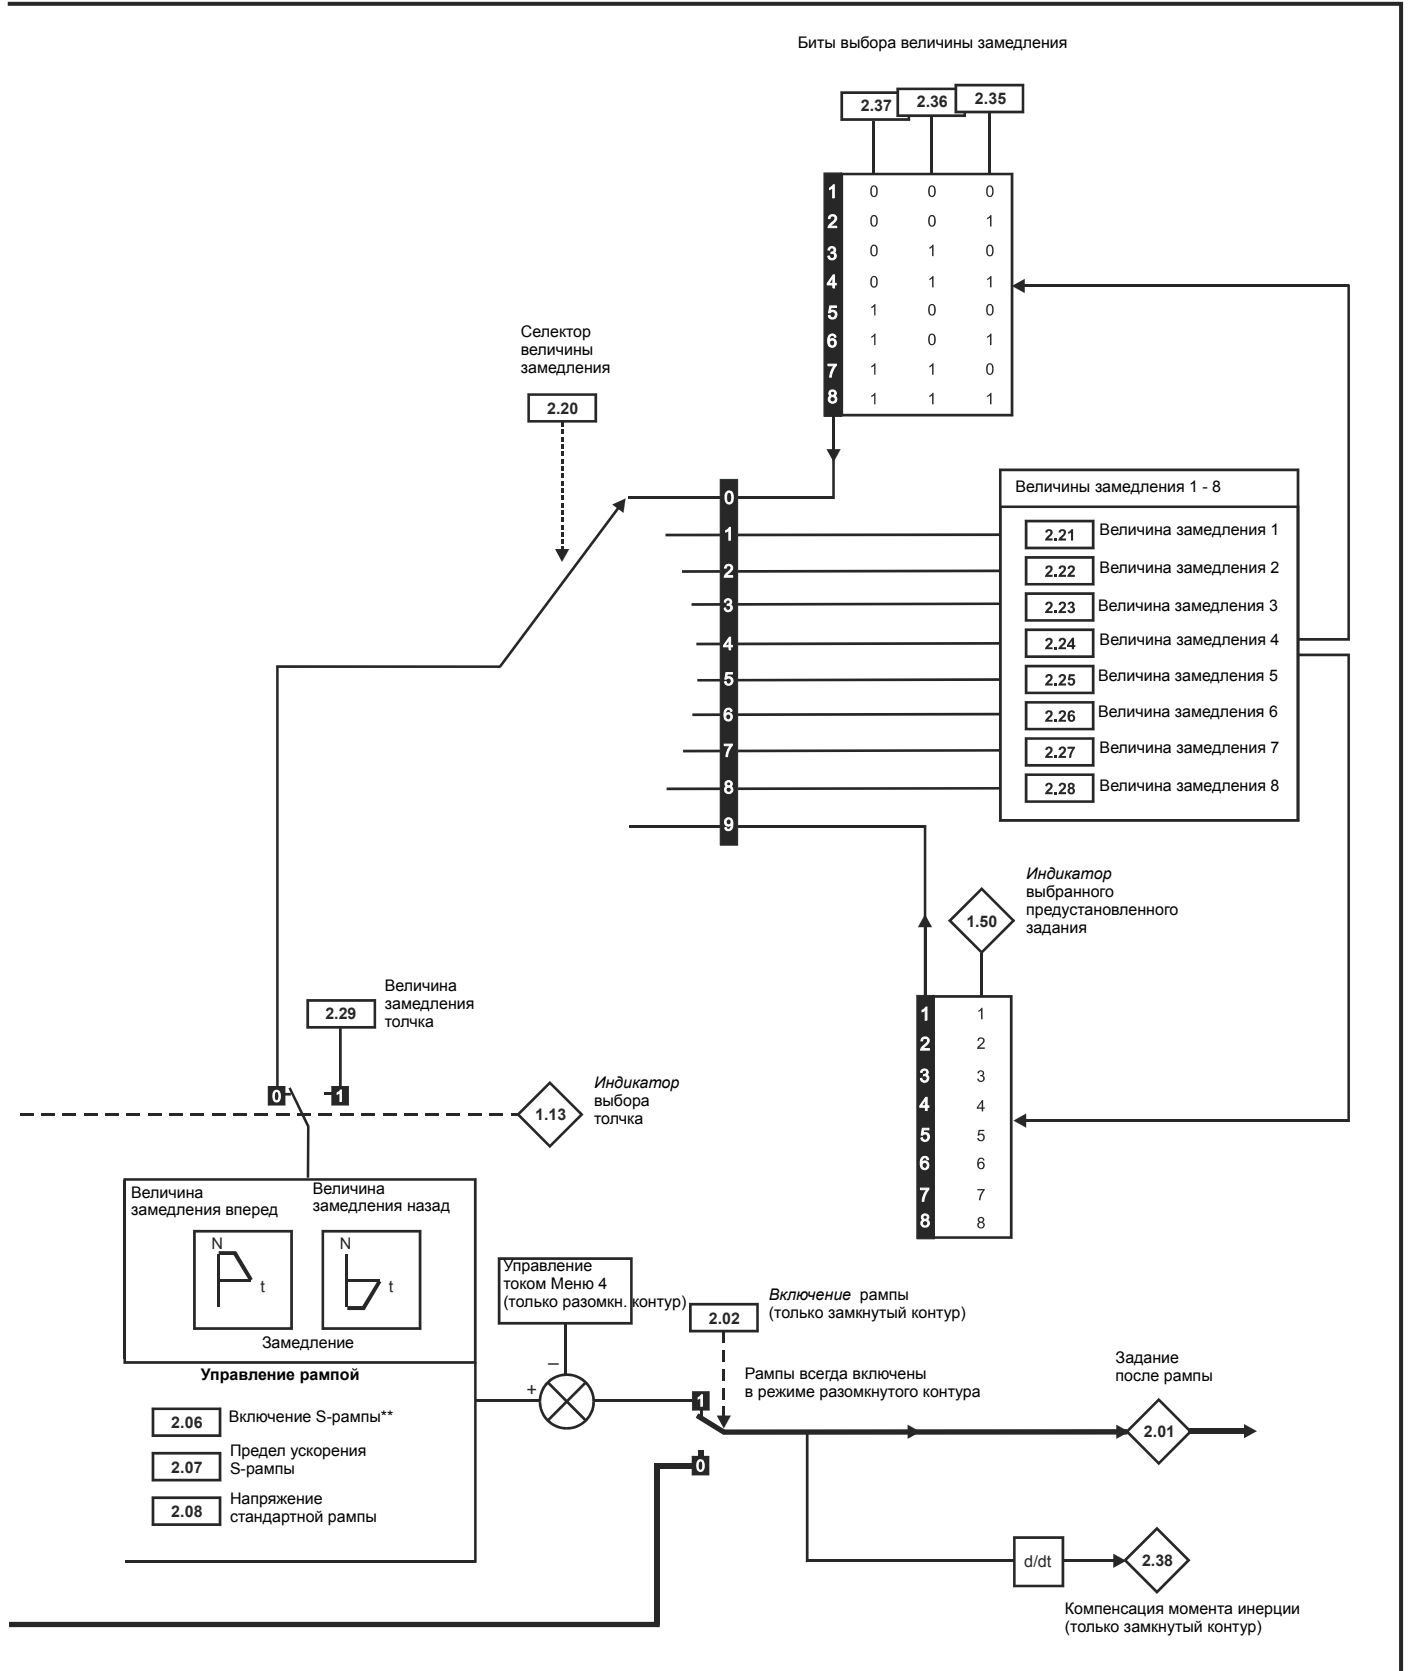 Биты выбора величины замедления
2.37 2.36 2.35
1 0 0 0
2 0 0 1
3 0 1 0
4 0 1 1
5 1 0 0
6 1 0 1
7 1 1 0
8 1 1 1
Селектор
величины
замедления
2.20
0
1
2
3
4
5
6
7
8
9
Величины замедления 1 - 8
2.21 Величина замедления 1
2.22 Величина замедления 2
2.23 Величина замедления 3
2.24 Величина замедления 4
2.25 Величина замедления 5
2.26 Величина замедления 6
2.27 Величина замедления 7
2.28 Величина замедления 8
Индикатор
выбранного
предустановленного
задания
1.50
1 1
2 2
3 3
4 4
5 5
6 6
7 7
8 8
Величина
замедления
толчка
2.29
0 1
Индикатор
выбора
толчка
1.13
Величина
замедления вперед
Величина
замедления назад
N t
N t
Замедление
Управление рампой
2.06 Включение S-рампы**
2.07 Предел ускорения
S-рампы
2.08 Напряжение
стандартной рампы
Управление
током Меню 4
(только разомкн. контур)
–
+
2.02
Включение рампы
(только замкнутый контур)
Рампы всегда включены
в режиме разомкнутого контура
1
0
Задание
после рампы
2.01
d/dt
2.38
Компенсация момента инерции
(только замкнутый контур)